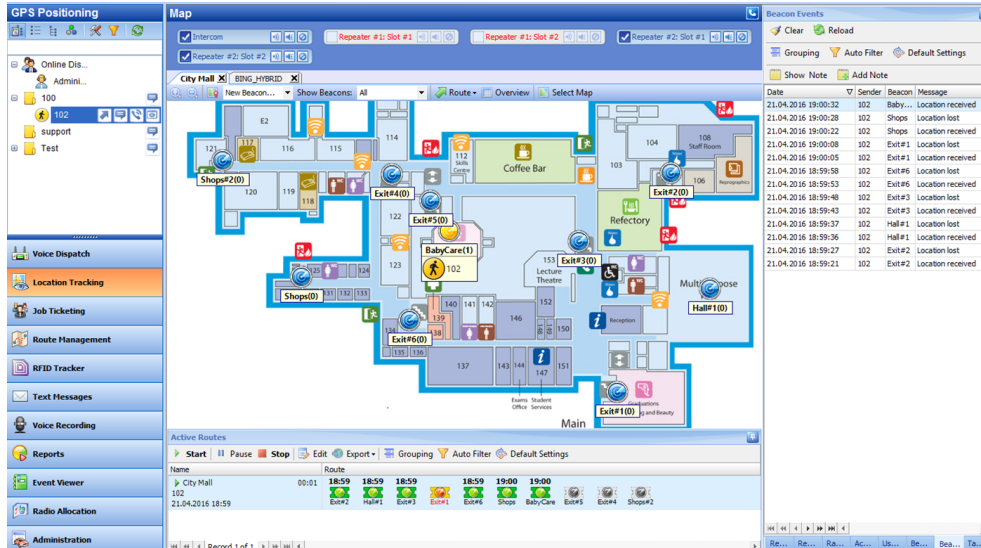 GPS Positioning
Online Dis...
Admini...
100
102
support
Test
Voice Dispatch
Location Tracking
Job Ticketing
Route Management
RFID Tracker
Text Messages
Voice Recording
Reports
Event Viewer
Radio Allocation
Administration
Map
Intercom
Repeater #1: Slot #1
Repeater #1: Slot #2
Repeater #2: Slot #1
Repeater #2: Slot #2
City Mall X BING_HYBRID X
New Beacon... Show Beacons: All Route Overview Select Map
E2
114
121
117
116
115
112
Skills
Centre
Coffee Bar
104
108
Staff Room
103
106
Reprographics
Shops#2(0)
Exit#4(0)
Exit#2(0)
120
119
118
122
Exit#5(0)
Refectory
BabyCare(1)
102
123
153
Lecture
Theatre
Exit#3(0)
125
124
Shops(0)
131 132 133
Hall#1(0)
140 141 142
139
138
146
152
150
Reception
Exit#6(0)
135 136
137
143 144
147
151
Exams
Office
Student
Services
Exit#1(0)
Main
Active Routes
Start Pause Stop Edit Export Grouping Auto Filter Default Settings
Name Route
City Mall 00:01
102
21.04.2016 18:59
18:59 18:59 18:59 18:59 19:00 19:00
Exit#2 Hall#1 Exit#3 Exit#1 Exit#6 Shops BabyCare Exit#5 Exit#4 Shops#2
Record 1 of 1
Beacon Events
Clear Reload
Grouping Auto Filter Default Settings
Show Note Add Note
Date Sender Beacon Message
21.04.2016 19:00:32 102 Baby... Location received
21.04.2016 19:00:28 102 Shops Location lost
21.04.2016 19:00:22 102 Shops Location received
21.04.2016 19:00:08 102 Exit#1 Location lost
21.04.2016 19:00:05 102 Exit#1 Location received
21.04.2016 18:59:58 102 Exit#6 Location lost
21.04.2016 18:59:53 102 Exit#6 Location received
21.04.2016 18:59:48 102 Exit#3 Location lost
21.04.2016 18:59:43 102 Exit#3 Location received
21.04.2016 18:59:37 102 Hall#1 Location lost
21.04.2016 18:59:36 102 Hall#1 Location received
21.04.2016 18:59:27 102 Exit#2 Location lost
21.04.2016 18:59:21 102 Exit#2 Location received
Re... Re... Ra... Ac... Us... Be... Bea... Ta...